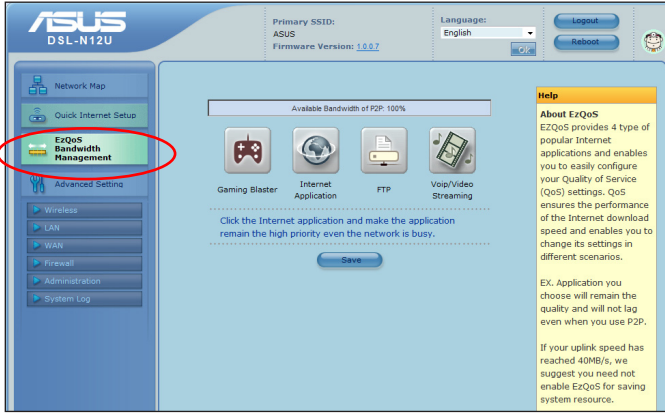 ASUS
DSL-N12U
Primary SSID:
ASUS
Firmware Version: 1.0.0.7
Language:
English
Ok
Logout
Reboot
Network Map
Quick Internet Setup
EzQoS
Bandwidth
Management
Advanced Setting
Wireless
LAN
WAN
Firewall
Administration
System Log
Available Bandwidth of P2P: 100%
Gaming Blaster
Internet
Application
FTP
Voip/Video
Streaming
Click the Internet application and make the application
remain the high priority even the network is busy.
Save
Help
About EzQoS
EZQoS provides 4 type of
popular Internet
applications and enables
you to easily configure
your Quality of Service
(QoS) settings. QoS
ensures the performance
of the Internet download
speed and enables you to
change its settings in
different scenarios.
EX. Application you
choose will remain the
quality and will not lag
even when you use P2P.
If your uplink speed has
reached 40MB/s, we
suggest you need not
enable EzQoS for saving
system resource.